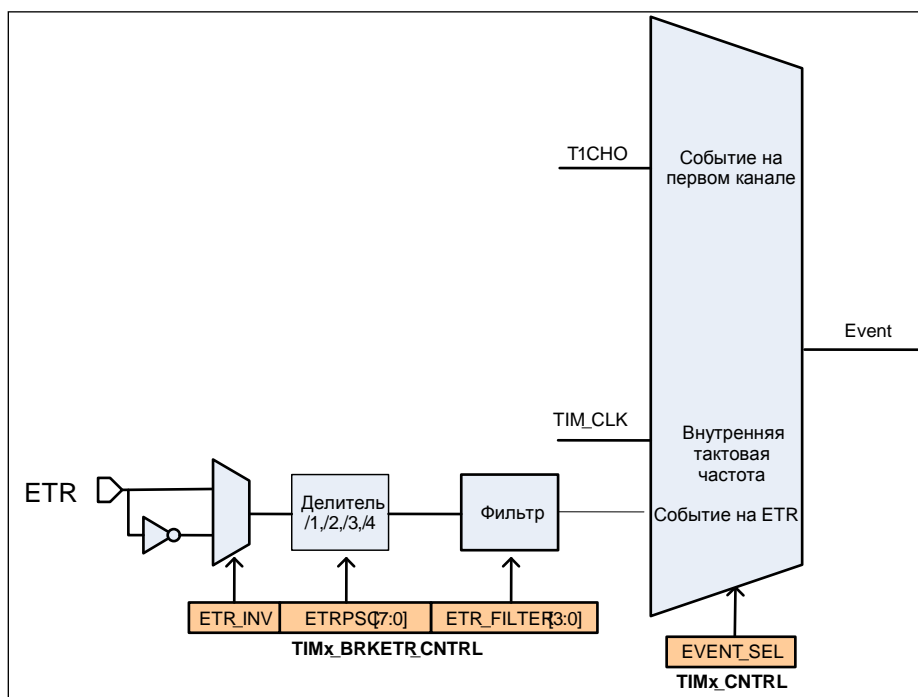 T1CHO
Событие на
первом канале
Event
TIM_CLK
Внутренняя
тактовая
частота
ETR
Делитель
/1,/2,/3,/4
Фильтр
Событие на ETR
ETR_INV
ETRPSC[7:0]
ETR_FILTER[3:0]
TIMx_BRKETR_CNTRL
EVENT_SEL
TIMx_CNTRL